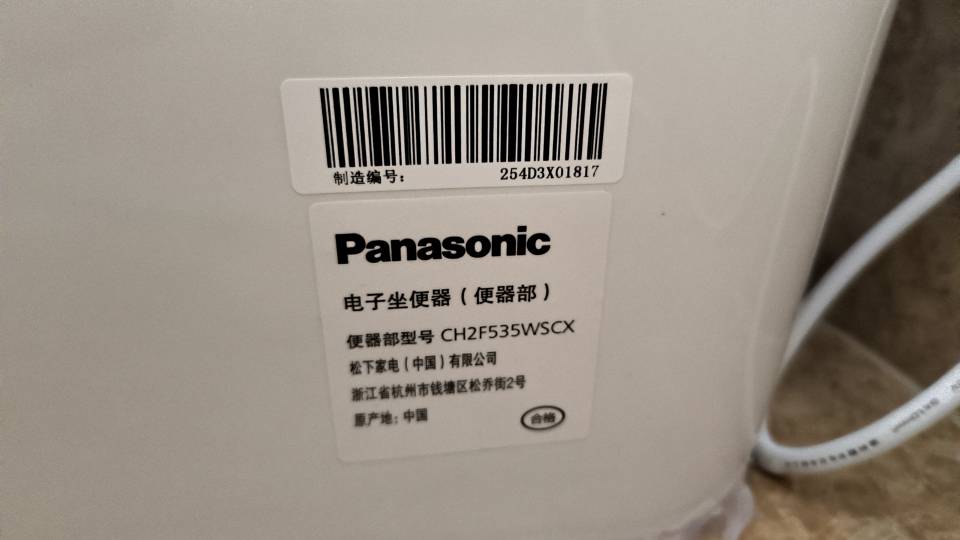 制造编号: 254D3X01817
Panasonic
电子坐便器(便器部)
便器部型号 CH2F535WSCX
松下家电(中国)有限公司
浙江省杭州市钱塘区松乔街2号
原产地: 中国
合格